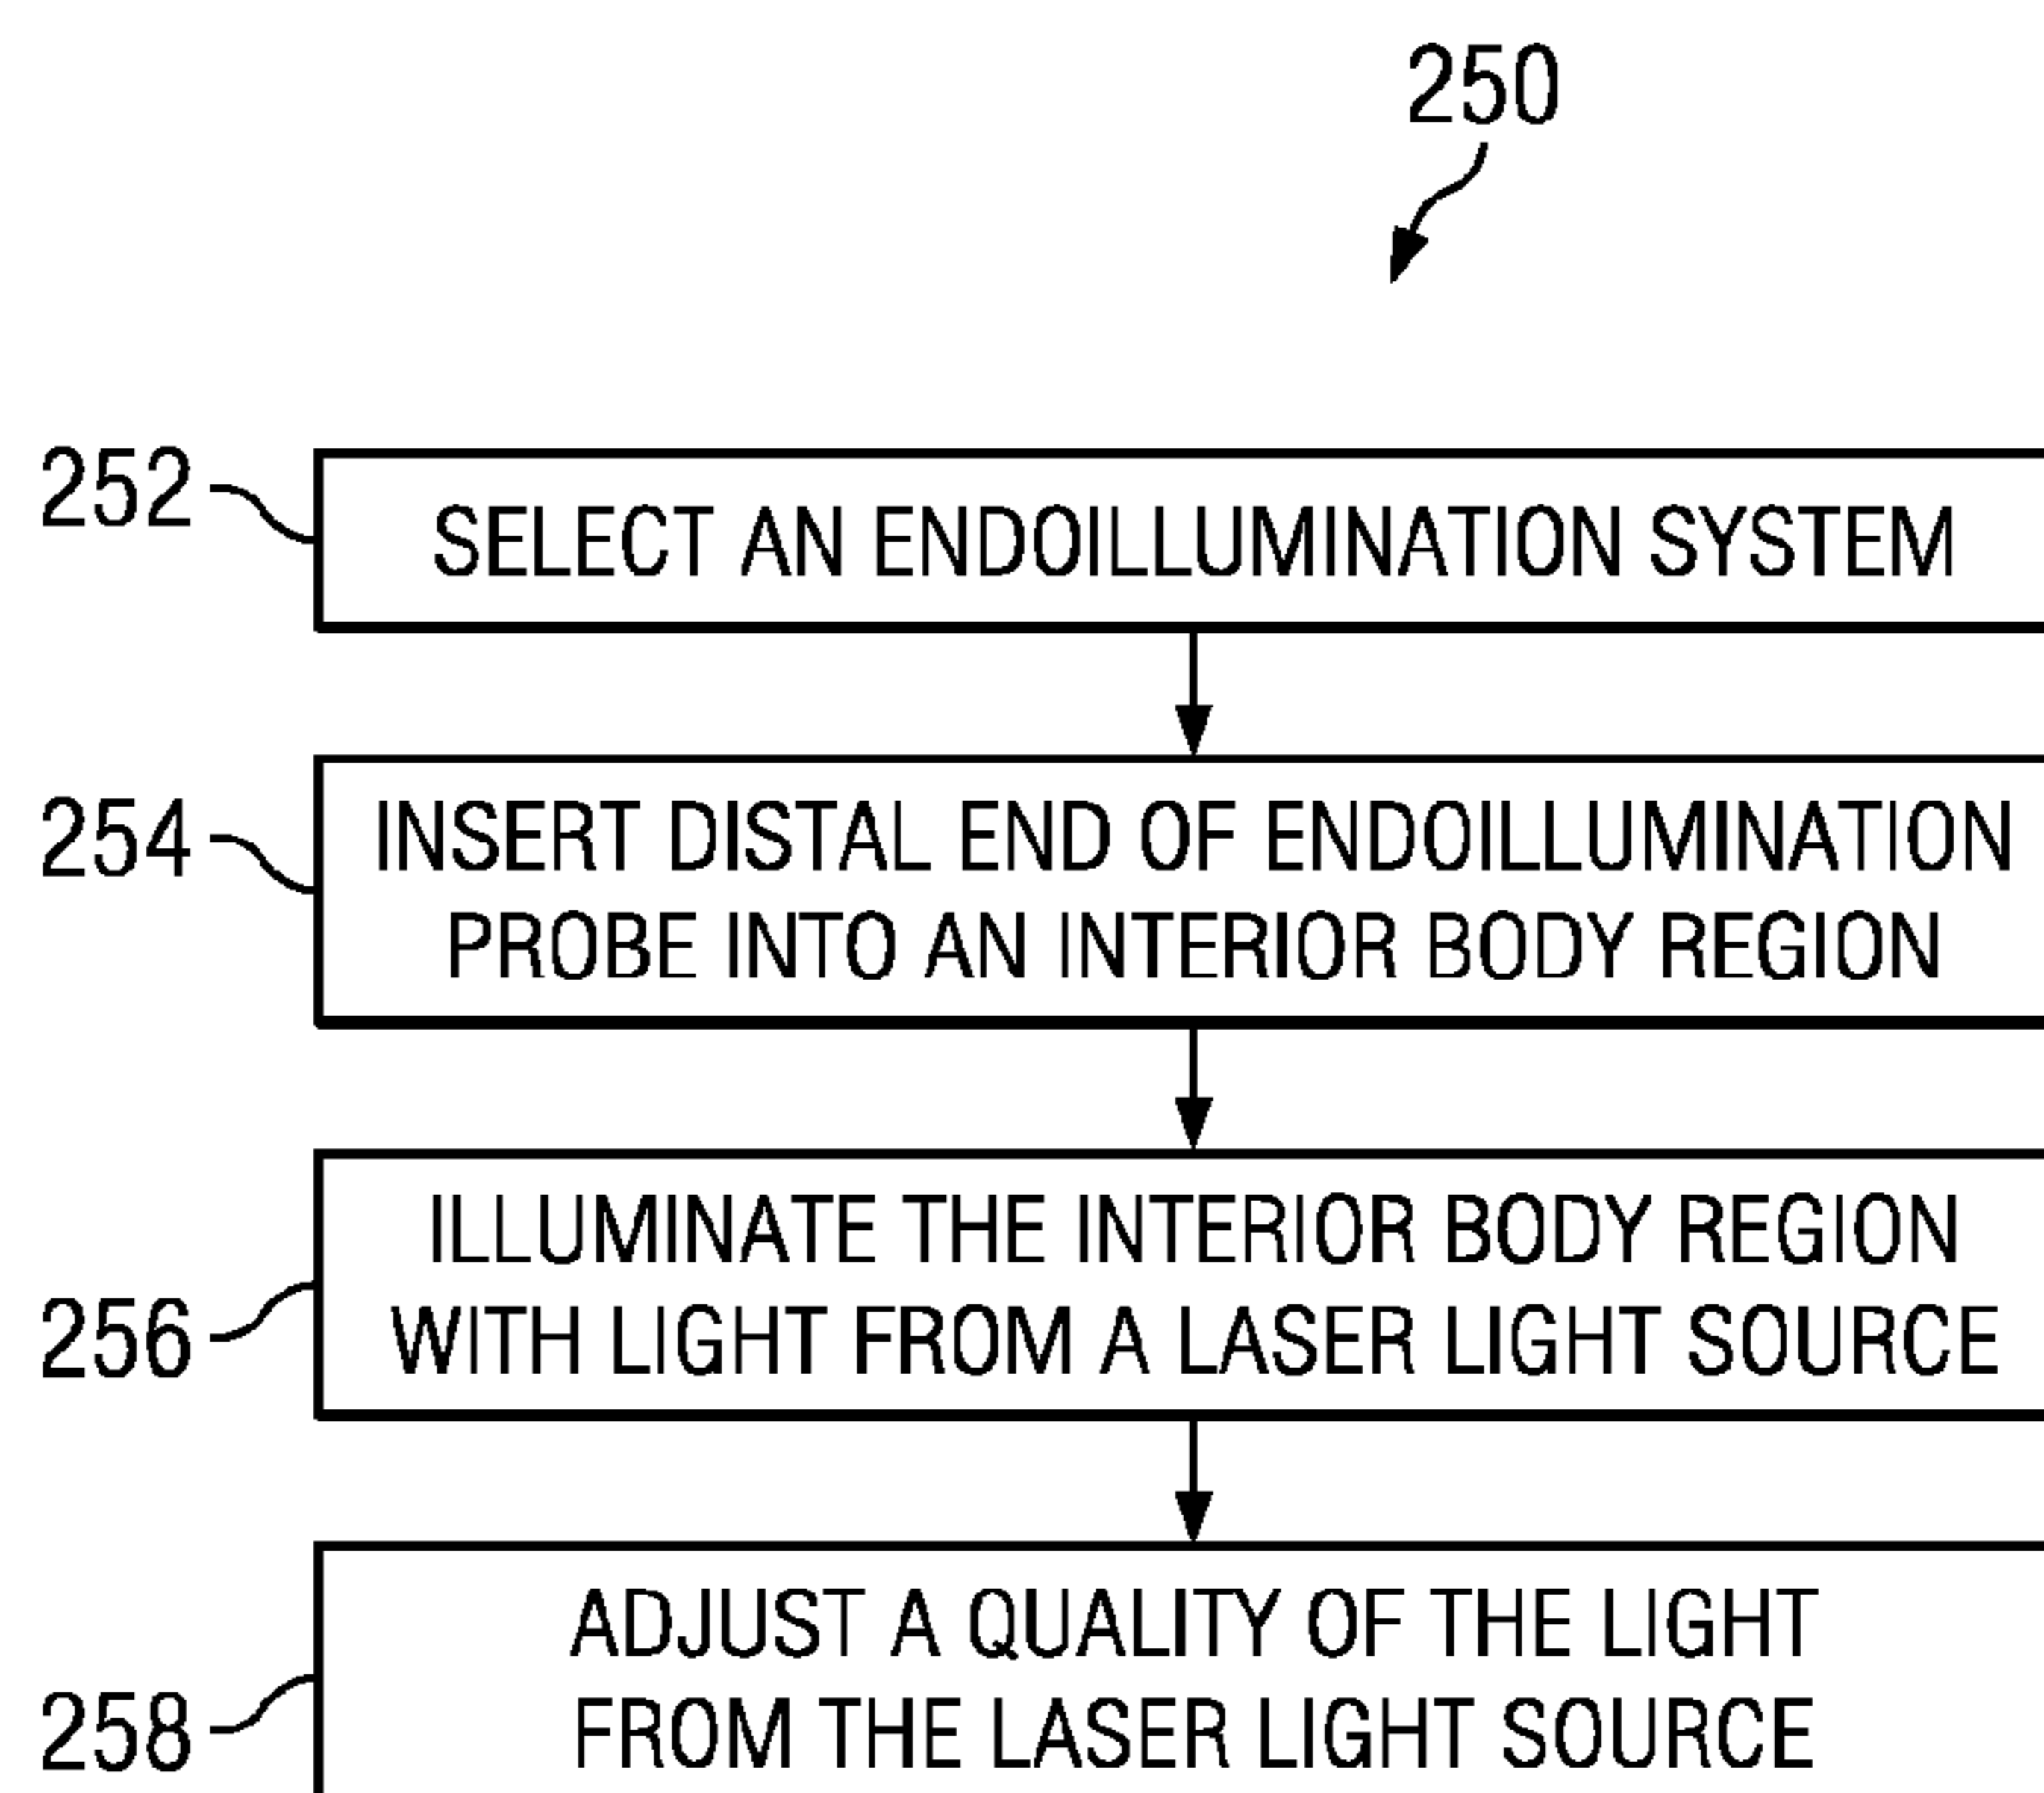 250
252
SELECT AN ENDOILLUMINATION SYSTEM
254
INSERT DISTAL END OF ENDOILLUMINATION
PROBE INTO AN INTERIOR BODY REGION
256
ILLUMINATE THE INTERIOR BODY REGION
WITH LIGHT FROM A LASER LIGHT SOURCE
258
ADJUST A QUALITY OF THE LIGHT
FROM THE LASER LIGHT SOURCE